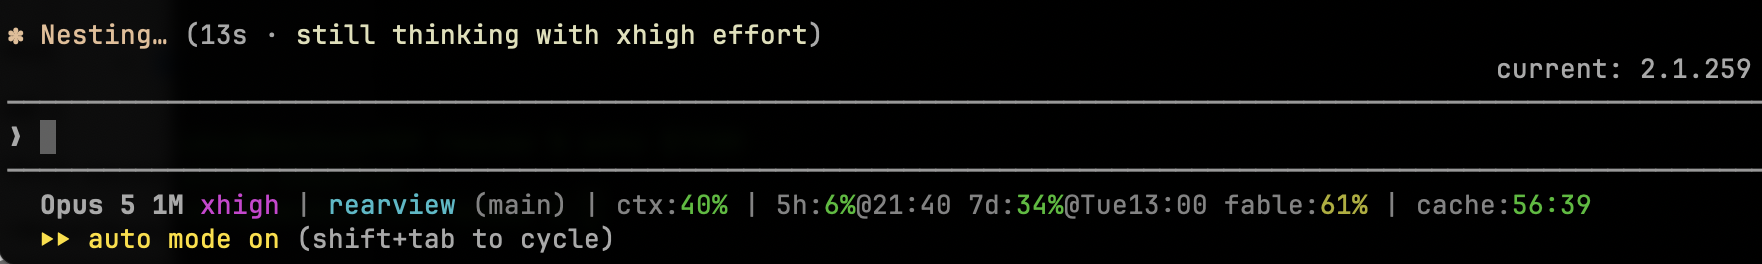 ✽ Nesting… (13s · still thinking with xhigh effort)
current: 2.1.259
❯
Opus 5 1M xhigh | rearview (main) | ctx:40% | 5h:6%@21:40 7d:34%@Tue13:00 fable:61% | cache:56:39
⏵⏵ auto mode on (shift+tab to cycle)